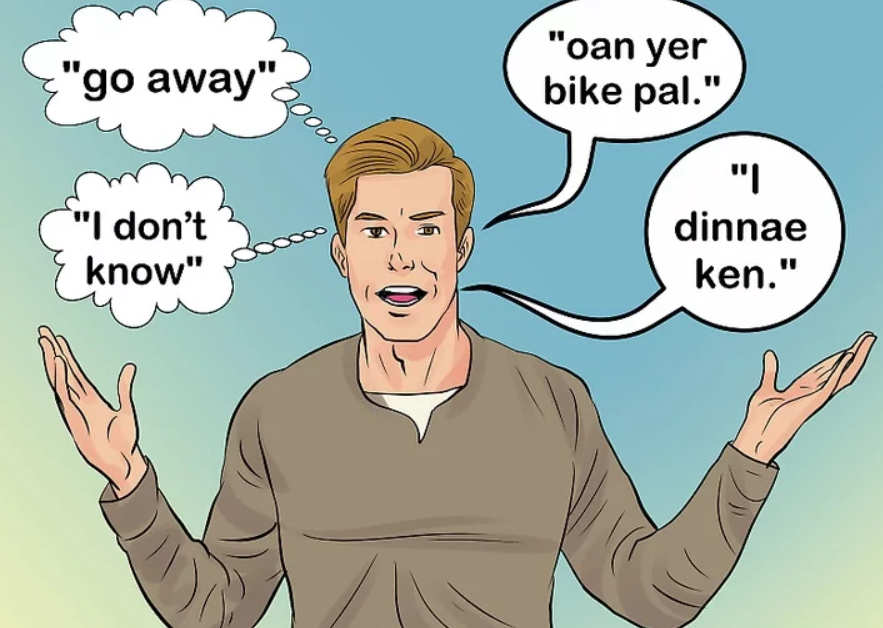 "go away"
"oan yer
bike pal."
"I don't
know"
"I
dinnae
ken."